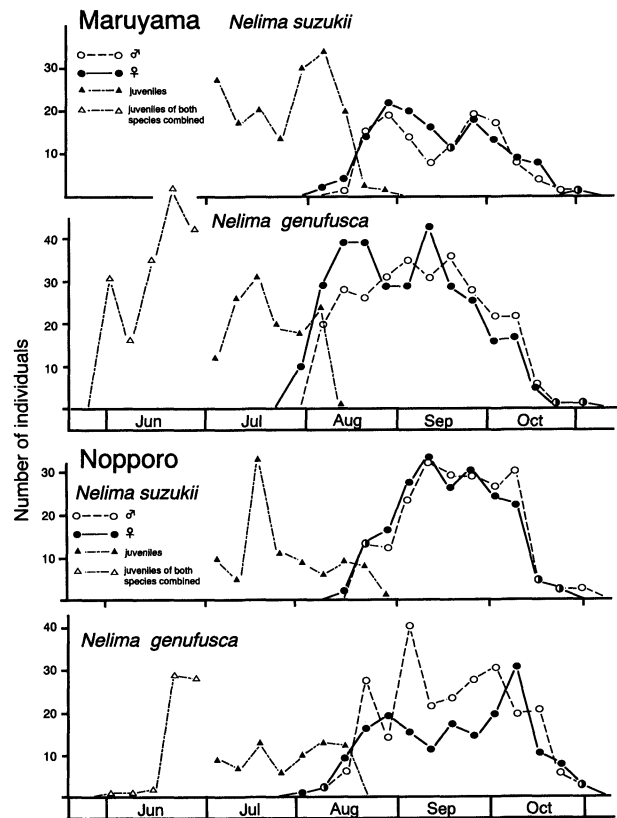 Maruyama
Nelima suzukii
♂
♀
juveniles
juveniles of both
species combined
30
20
10
Nelima genufusca
40
30
20
10
Jun Jul Aug Sep Oct
Number of individuals
Nopporo
Nelima suzukii
♂
♀
juveniles
juveniles of both
species combined
30
20
10
Nelima genufusca
40
30
20
10
Jun Jul Aug Sep Oct